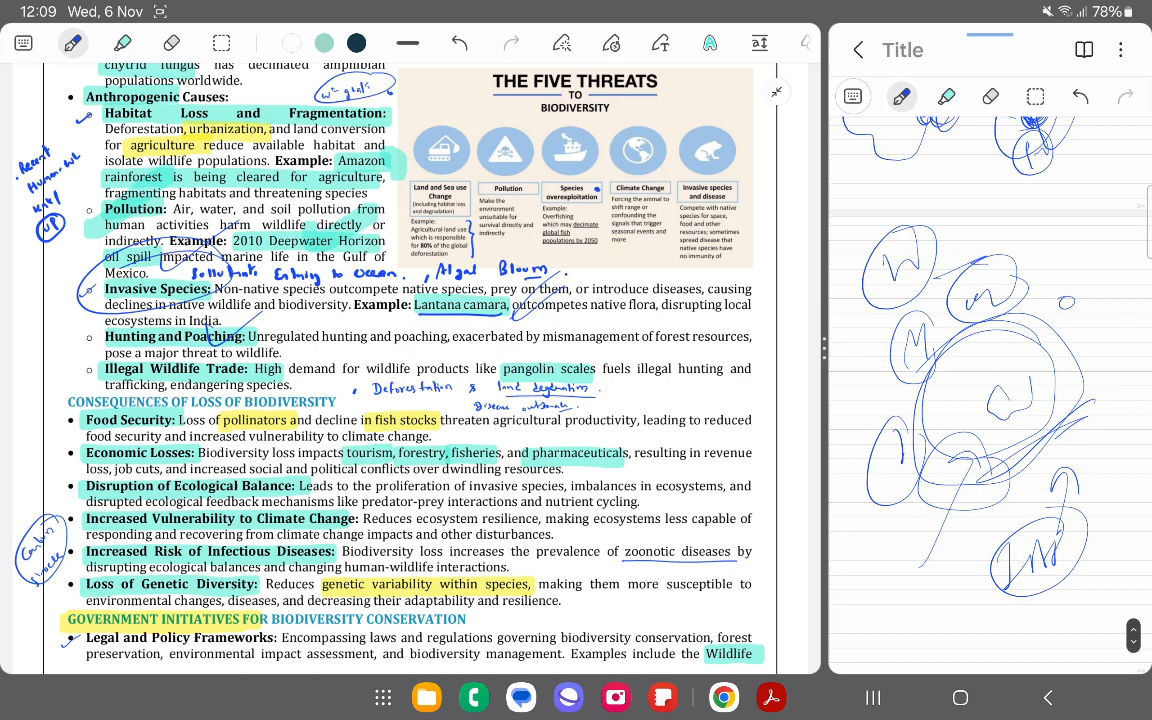 12:09 Wed, 6 Nov
78%
Title
chytrid fungus has decimated amphibian
populations worldwide.
• Anthropogenic Causes:
Habitat Loss and Fragmentation:
Deforestation, urbanization, and land conversion
for agriculture reduce available habitat and
isolate wildlife populations. Example: Amazon
rainforest is being cleared for agriculture,
fragmenting habitats and threatening species
○ Pollution: Air, water, and soil pollution from
human activities harm wildlife directly or
indirectly. Example: 2010 Deepwater Horizon
oil spill impacted marine life in the Gulf of
Mexico.
THE FIVE THREATS
TO
BIODIVERSITY
Land and Sea use
Change
(Including habitat loss
and degradation)
Example:
Agricultural land use
which is responsible
for 80% of the global
deforestation
Pollution
Make the
environment
unsuitable for
survival directly and
indirectly
Species
overexploitation
Example:
Overfishing
which may decimate
global fish
populations by 2050
Climate Change
Forcing the animal to
shift range or
confounding the
signals that trigger
seasonal events and
more
Invasive species
and disease
Compete with native
species for space,
food and other
resources; sometimes
spread disease that
native species have
no immunity of
Recent
Human-WL
UP
Pollutants Entering to Ocean. , Algal Bloom
Invasive Species: Non-native species outcompete native species, prey on them, or introduce diseases, causing
declines in native wildlife and biodiversity. Example: Lantana camara, outcompetes native flora, disrupting local
ecosystems in India.
○ Hunting and Poaching: Unregulated hunting and poaching, exacerbated by mismanagement of forest resources,
pose a major threat to wildlife.
○ Illegal Wildlife Trade: High demand for wildlife products like pangolin scales fuels illegal hunting and
trafficking, endangering species.
• Deforestation & land degradation.
Disease outbreak.
CONSEQUENCES OF LOSS OF BIODIVERSITY
• Food Security: Loss of pollinators and decline in fish stocks threaten agricultural productivity, leading to reduced
food security and increased vulnerability to climate change.
• Economic Losses: Biodiversity loss impacts tourism, forestry, fisheries, and pharmaceuticals, resulting in revenue
loss, job cuts, and increased social and political conflicts over dwindling resources.
• Disruption of Ecological Balance: Leads to the proliferation of invasive species, imbalances in ecosystems, and
disrupted ecological feedback mechanisms like predator-prey interactions and nutrient cycling.
• Increased Vulnerability to Climate Change: Reduces ecosystem resilience, making ecosystems less capable of
responding and recovering from climate change impacts and other disturbances.
• Increased Risk of Infectious Diseases: Biodiversity loss increases the prevalence of zoonotic diseases by
disrupting ecological balances and changing human-wildlife interactions.
• Loss of Genetic Diversity: Reduces genetic variability within species, making them more susceptible to
environmental changes, diseases, and decreasing their adaptability and resilience.
Carbon
GOVERNMENT INITIATIVES FOR BIODIVERSITY CONSERVATION
• Legal and Policy Frameworks: Encompassing laws and regulations governing biodiversity conservation, forest
preservation, environmental impact assessment, and biodiversity management. Examples include the Wildlife